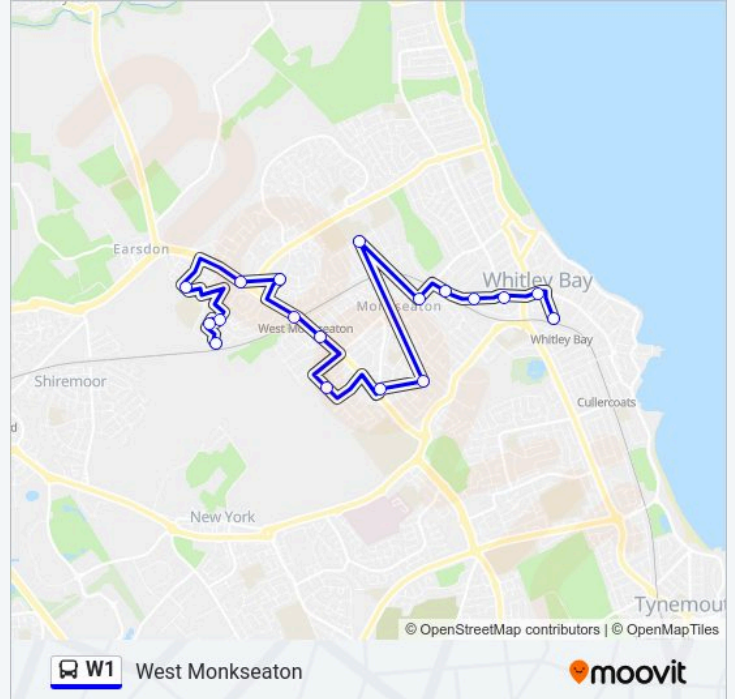 Earsdon
Whitley Bay
Monkseaton
West Monkseaton
Whitley Bay
Shiremoor
Cullercoats
d
New York
Tynemout
© OpenStreetMap contributors | © OpenMapTiles
W1 West Monkseaton
moovit